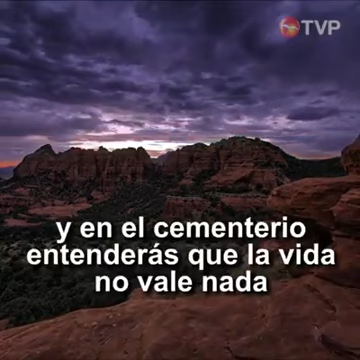 TVP
y en el cementerio
entenderás que la vida
no vale nada